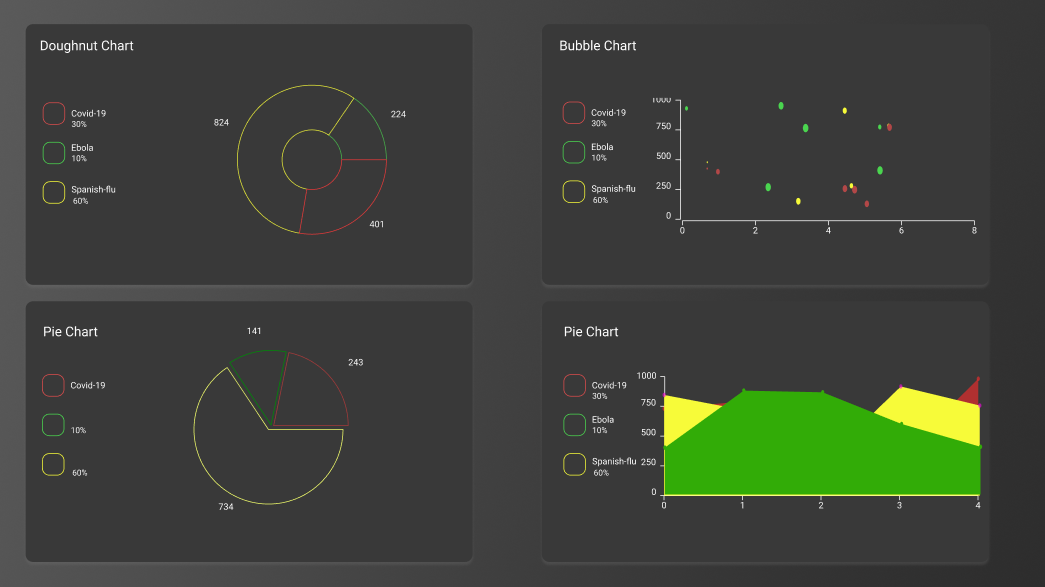 Doughnut Chart
Covid-19
30%
Ebola
10%
Spanish-flu
60%
824
224
401
Bubble Chart
Covid-19
30%
Ebola
10%
Spanish-flu
60%
1000
750
500
250
0
0 2 4 6 8
Pie Chart
Covid-19
10%
60%
141
243
734
Pie Chart
Covid-19
30%
Ebola
10%
Spanish-flu
60%
1000
750
500
250
0
0 1 2 3 4